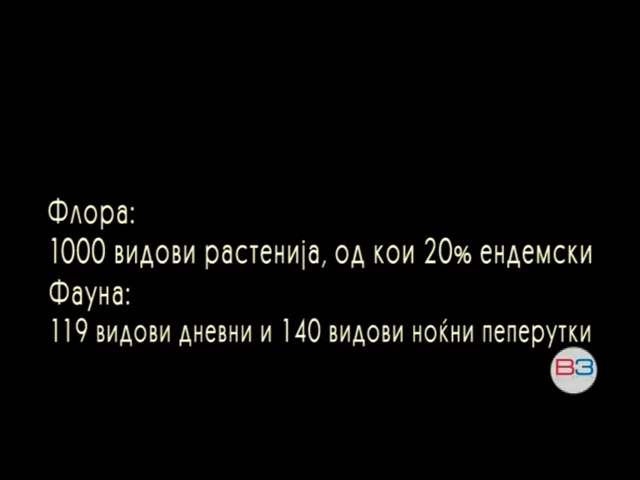 Флора:
1000 видови растенија, од кои 20% ендемски
Фауна:
119 видови дневни и 140 видови ноќни пеперутки
В3